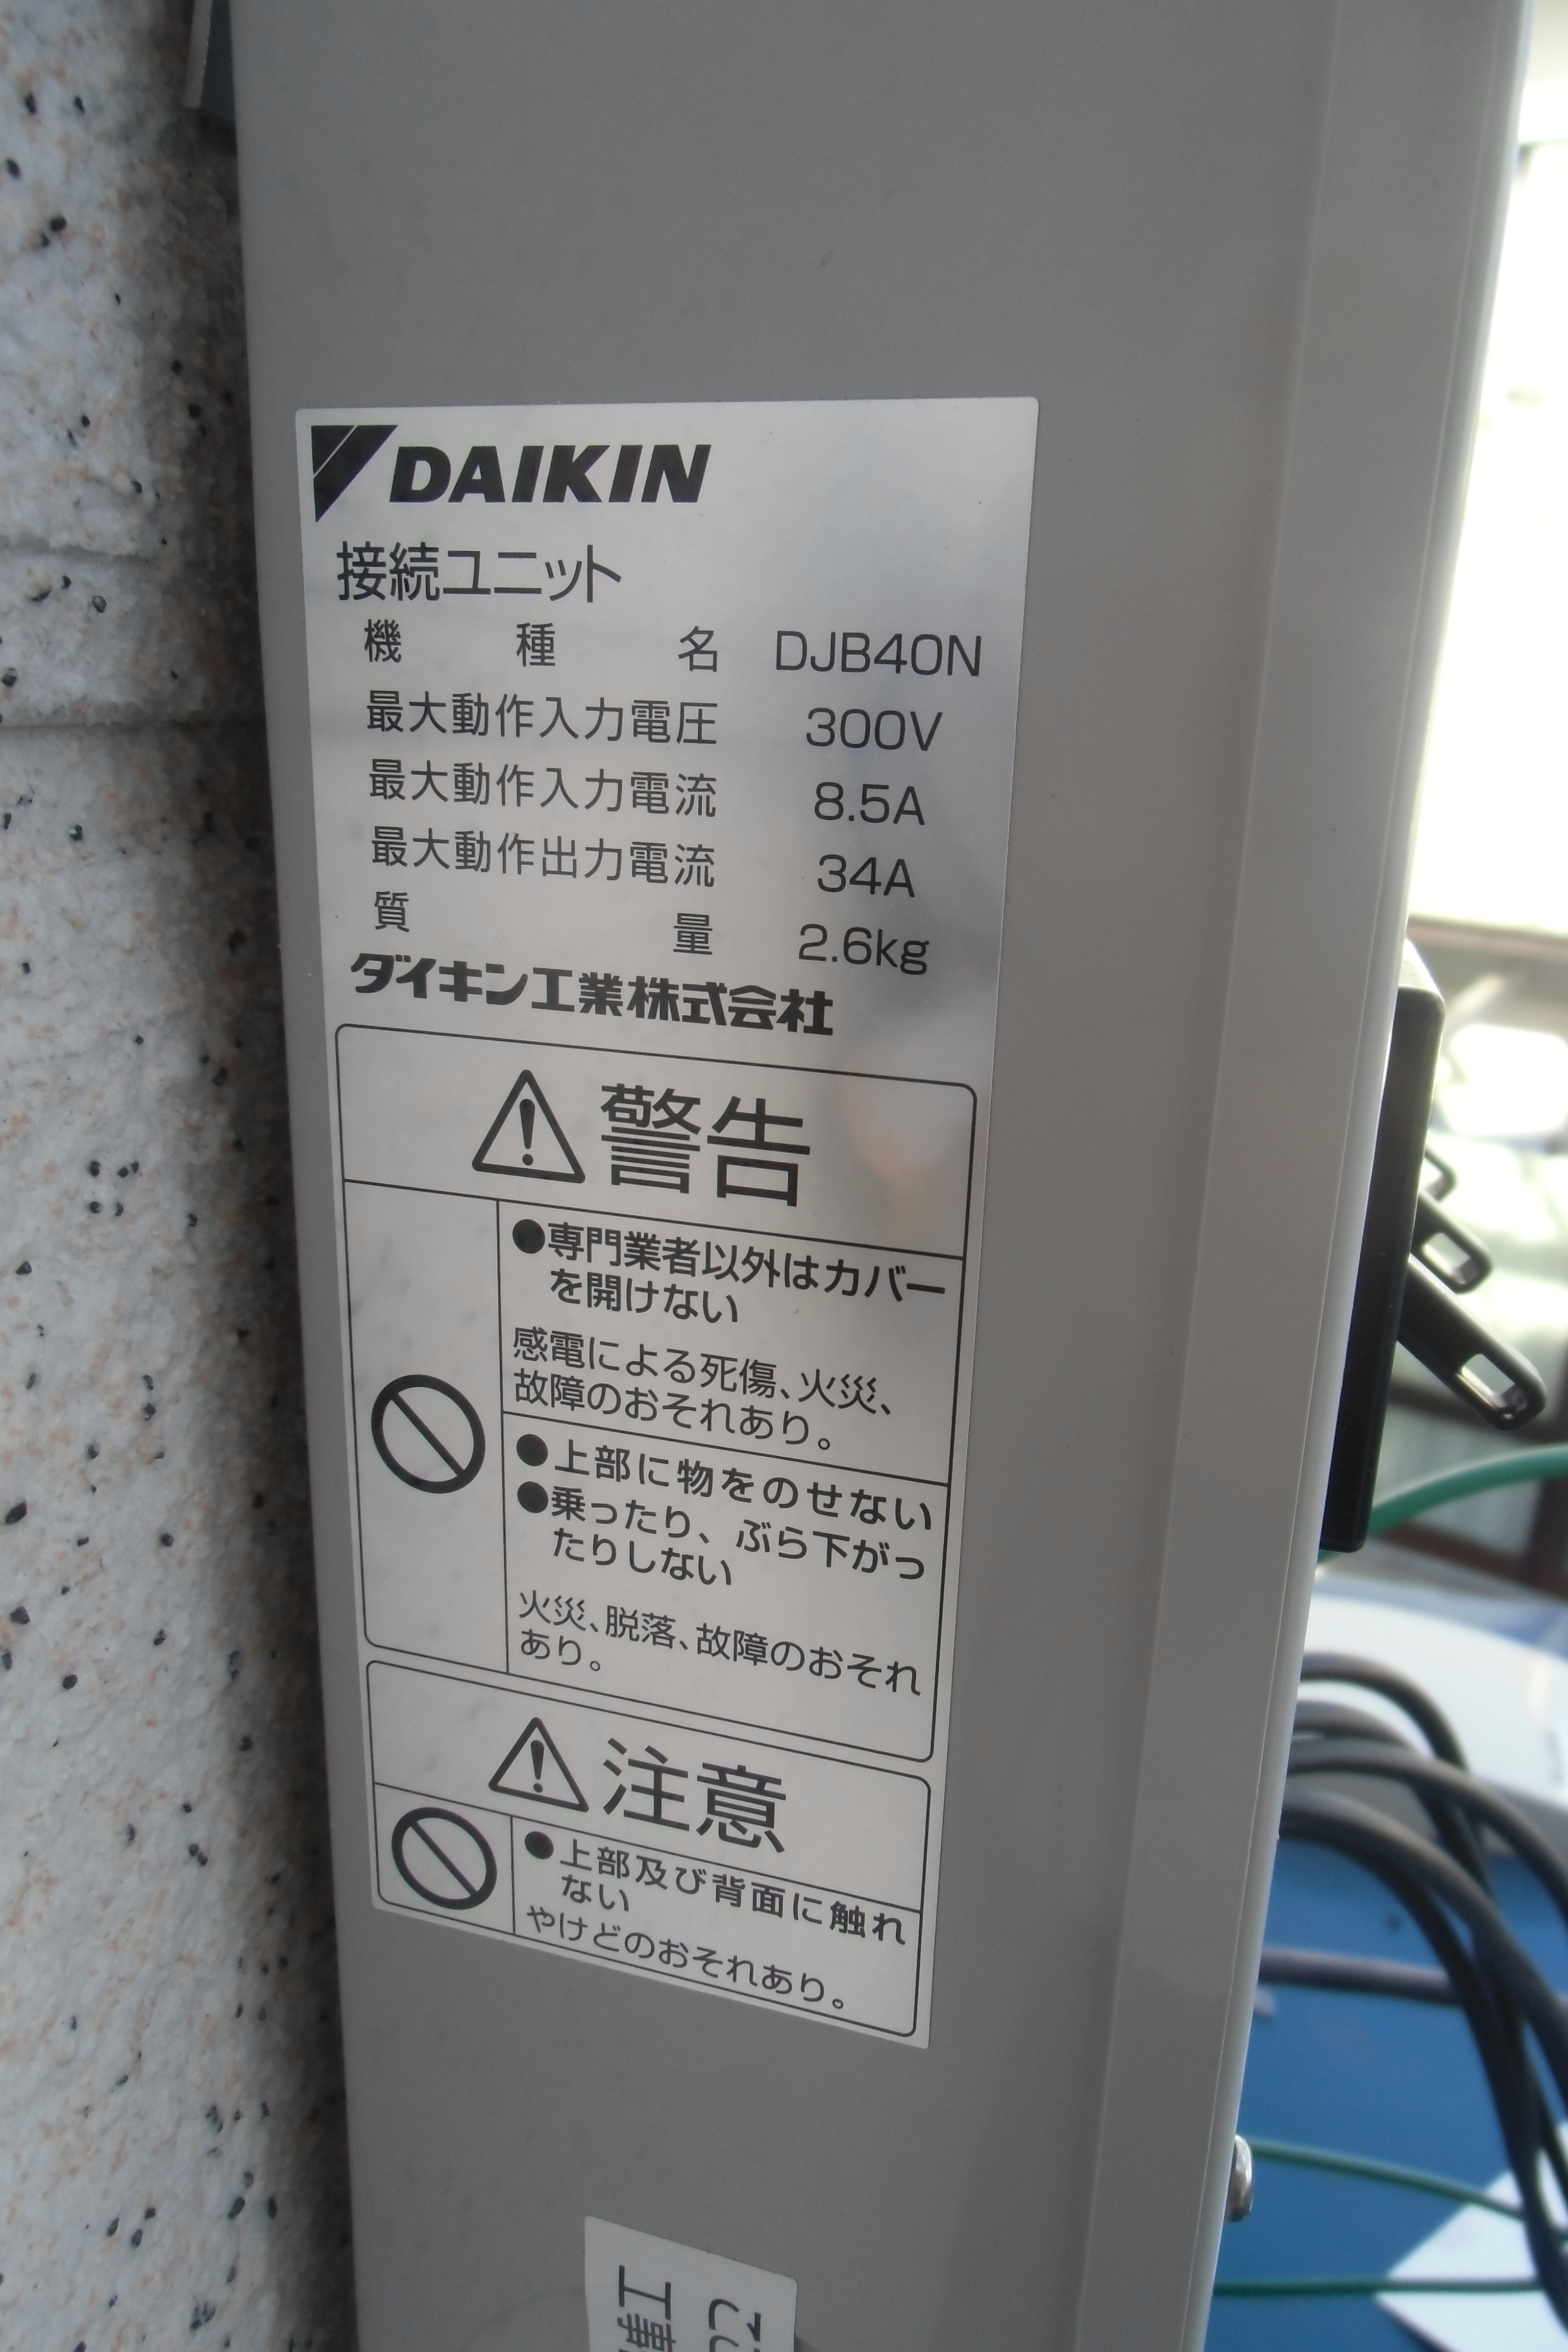 DAIKIN
接続ユニット
機種名 DJB40N
最大動作入力電圧 300V
最大動作入力電流 8.5A
最大動作出力電流 34A
質量 2.6kg
ダイキン工業株式会社
警告
●専門業者以外はカバー
を開けない
感電による死傷、火災、
故障のおそれあり。
●上部に物をのせない
●乗ったり、ぶら下がっ
たりしない
火災、脱落、故障のおそれ
あり。
注意
●上部及び背面に触れ
ない
やけどのおそれあり。
工事